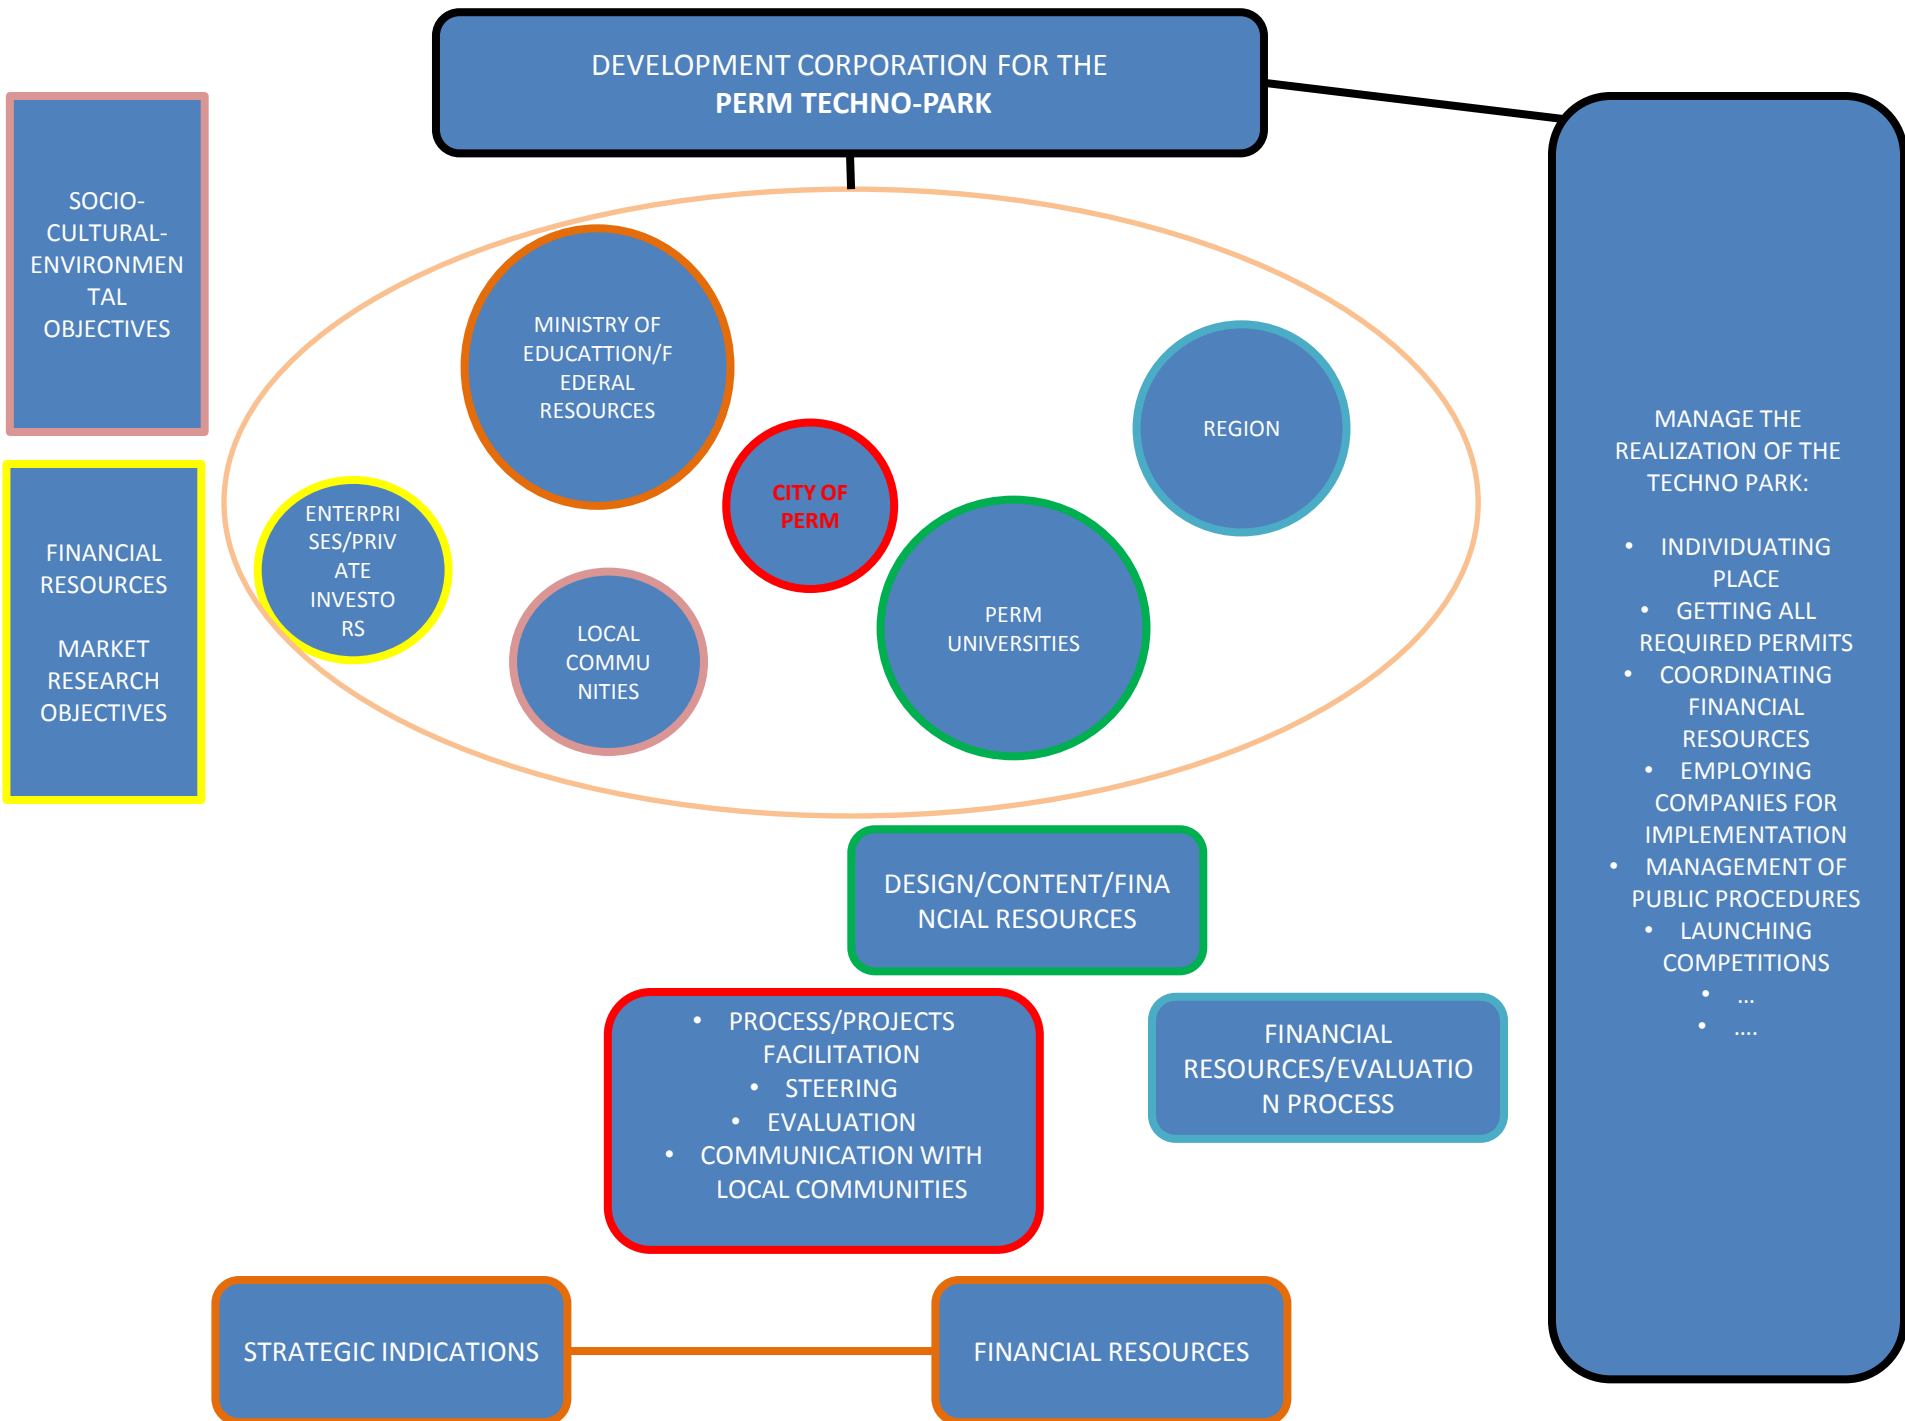 DEVELOPMENT CORPORATION FOR THE
PERM TECHNO-PARK
SOCIO-
CULTURAL-
ENVIRONMEN
TAL
OBJECTIVES
FINANCIAL
RESOURCES
MARKET
RESEARCH
OBJECTIVES
MINISTRY OF
EDUCATTION/F
EDERAL
RESOURCES
REGION
CITY OF
PERM
ENTERPRI
SES/PRIV
ATE
INVESTO
RS
LOCAL
COMMU
NITIES
PERM
UNIVERSITIES
DESIGN/CONTENT/FINA
NCIAL RESOURCES
• PROCESS/PROJECTS
FACILITATION
• STEERING
• EVALUATION
• COMMUNICATION WITH
LOCAL COMMUNITIES
FINANCIAL
RESOURCES/EVALUATIO
N PROCESS
STRATEGIC INDICATIONS
FINANCIAL RESOURCES
MANAGE THE
REALIZATION OF THE
TECHNO PARK:
• INDIVIDUATING
PLACE
• GETTING ALL
REQUIRED PERMITS
• COORDINATING
FINANCIAL
RESOURCES
• EMPLOYING
COMPANIES FOR
IMPLEMENTATION
• MANAGEMENT OF
PUBLIC PROCEDURES
• LAUNCHING
COMPETITIONS
• ...
• ....